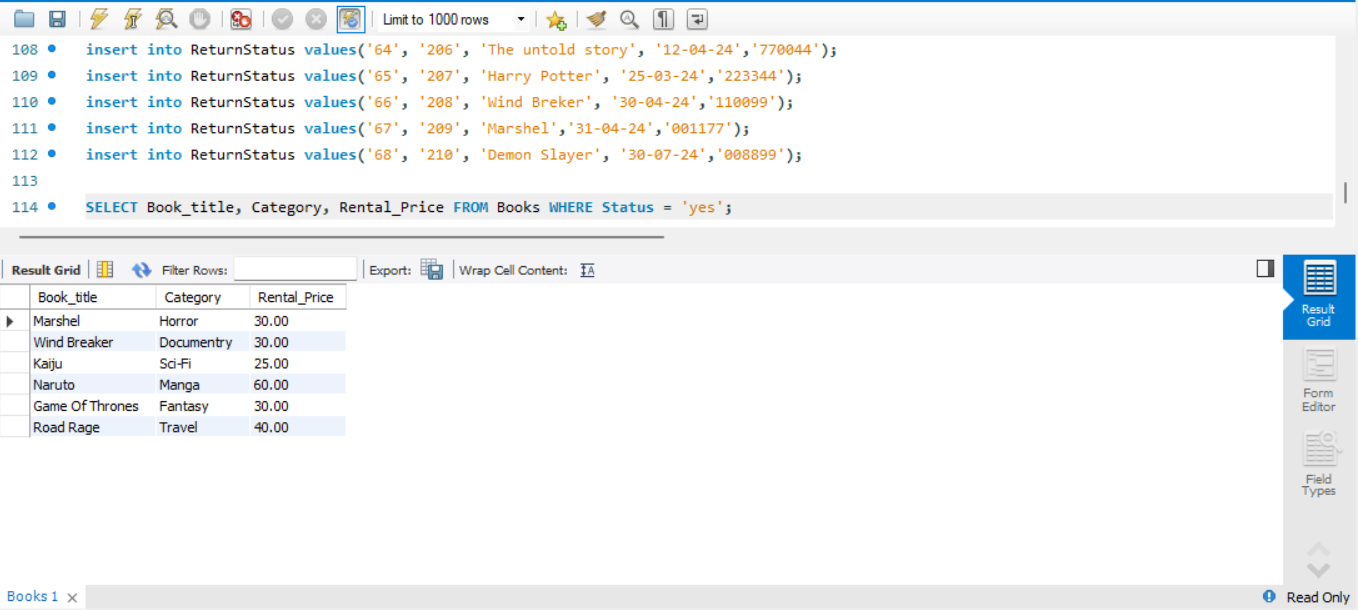 Limit to 1000 rows
108 insert into ReturnStatus values('64', '206', 'The untold story', '12-04-24','770044');
109 insert into ReturnStatus values('65', '207', 'Harry Potter', '25-03-24','223344');
110 insert into ReturnStatus values('66', '208', 'Wind Breker', '30-04-24','110099');
111 insert into ReturnStatus values('67', '209', 'Marshel','31-04-24','001177');
112 insert into ReturnStatus values('68', '210', 'Demon Slayer', '30-07-24','008899');
113
114 SELECT Book_title, Category, Rental_Price FROM Books WHERE Status = 'yes';
Result Grid Filter Rows: Export: Wrap Cell Content: IA
Book_title Category Rental_Price
Marshel Horror 30.00
Wind Breaker Documentry 30.00
Kaiju Sci-Fi 25.00
Naruto Manga 60.00
Game Of Thrones Fantasy 30.00
Road Rage Travel 40.00
Result
Grid
Form
Editor
Field
Types
Books 1 Read Only